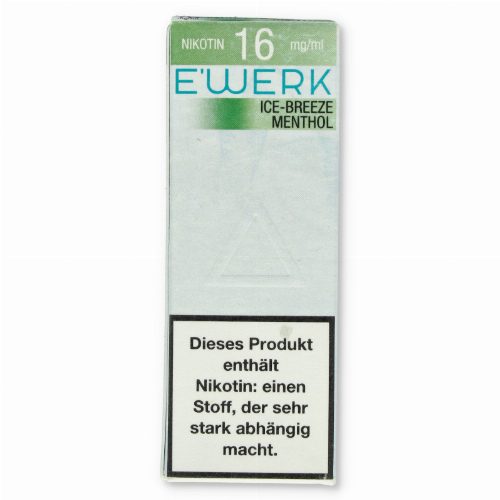 NIKOTIN 16 mg/ml
E'WERK
ICE-BREEZE
MENTHOL
Dieses Produkt
enthält
Nikotin: einen
Stoff, der sehr
stark abhängig
macht.